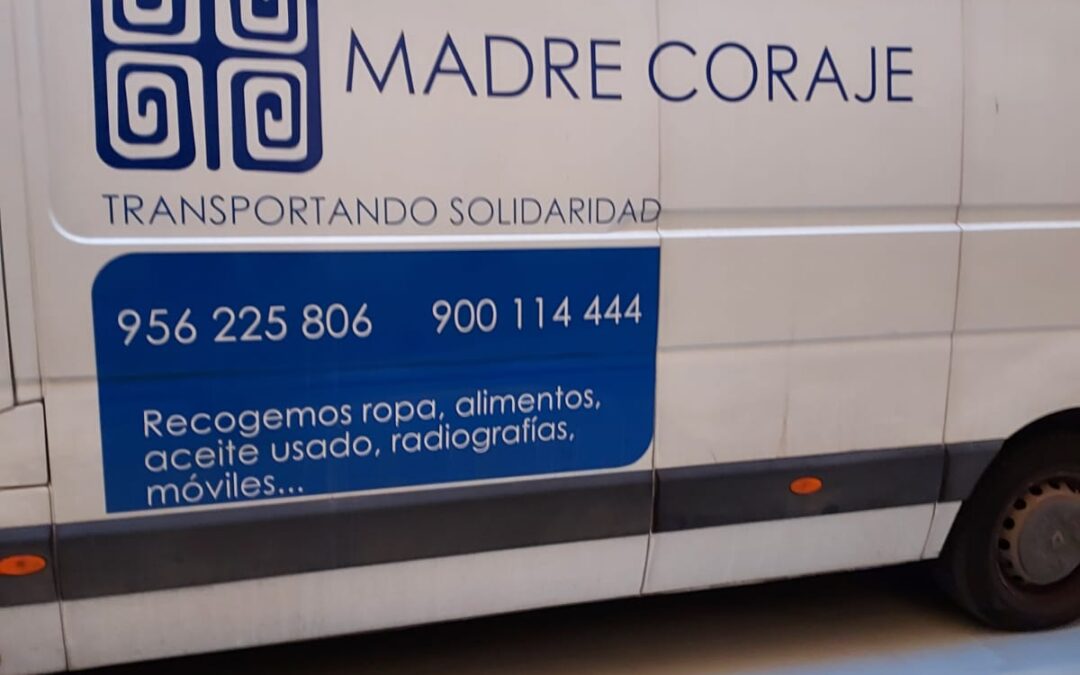 MADRE CORAJE
TRANSPORTANDO SOLIDARIDAD
956 225 806 900 114 444
Recogemos ropa, alimentos,
aceite usado, radiografías,
móviles...